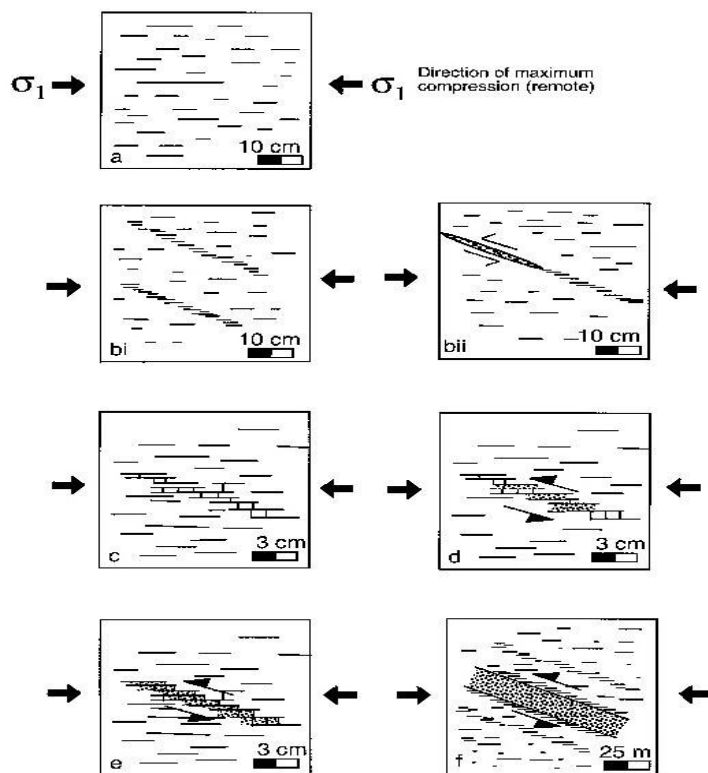 σ1
σ1 Direction of maximum
compression (remote)
10 cm
a
10 cm
bi
10 cm
bii
3 cm
c
3 cm
d
3 cm
e
25 m
f